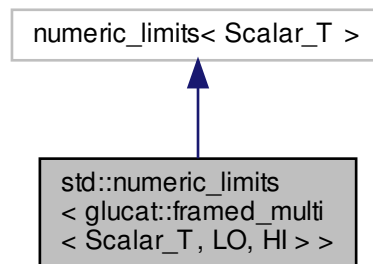 numeric_limits< Scalar_T >
std::numeric_limits
< glucat::framed_multi
< Scalar_T, LO, HI > >